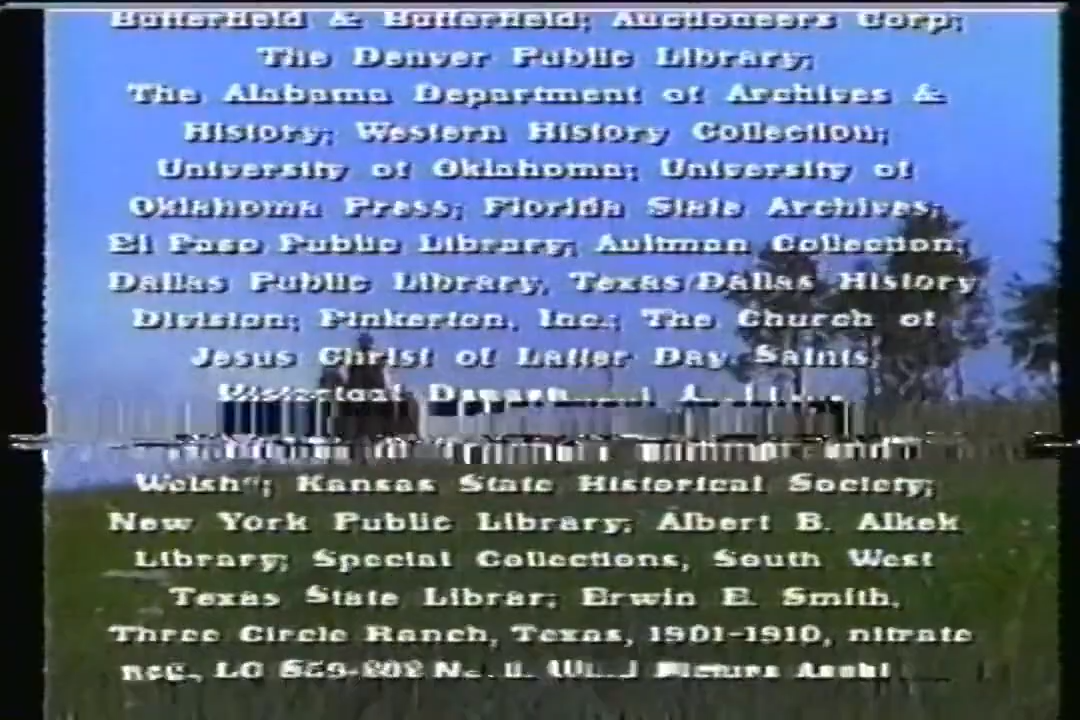 Butterfield & Butterfield; Auctioneers Corp;
The Denver Public Library;
The Alabama Department of Archives &
History; Western History Collection;
University of Oklahoma; University of
Oklahoma Press; Florida State Archives;
El Paso Public Library; Aultman Collection;
Dallas Public Library, Texas/Dallas History
Division; Pinkerton, Inc.; The Church of
Jesus Christ of Latter Day Saints,
Historical
Welsh"; Kansas State Historical Society;
New York Public Library; Albert B. Alkek
Library; Special Collections, South West
Texas State Librar; Erwin E. Smith,
Three Circle Ranch, Texas, 1901-1910, nitrate
neg., LC